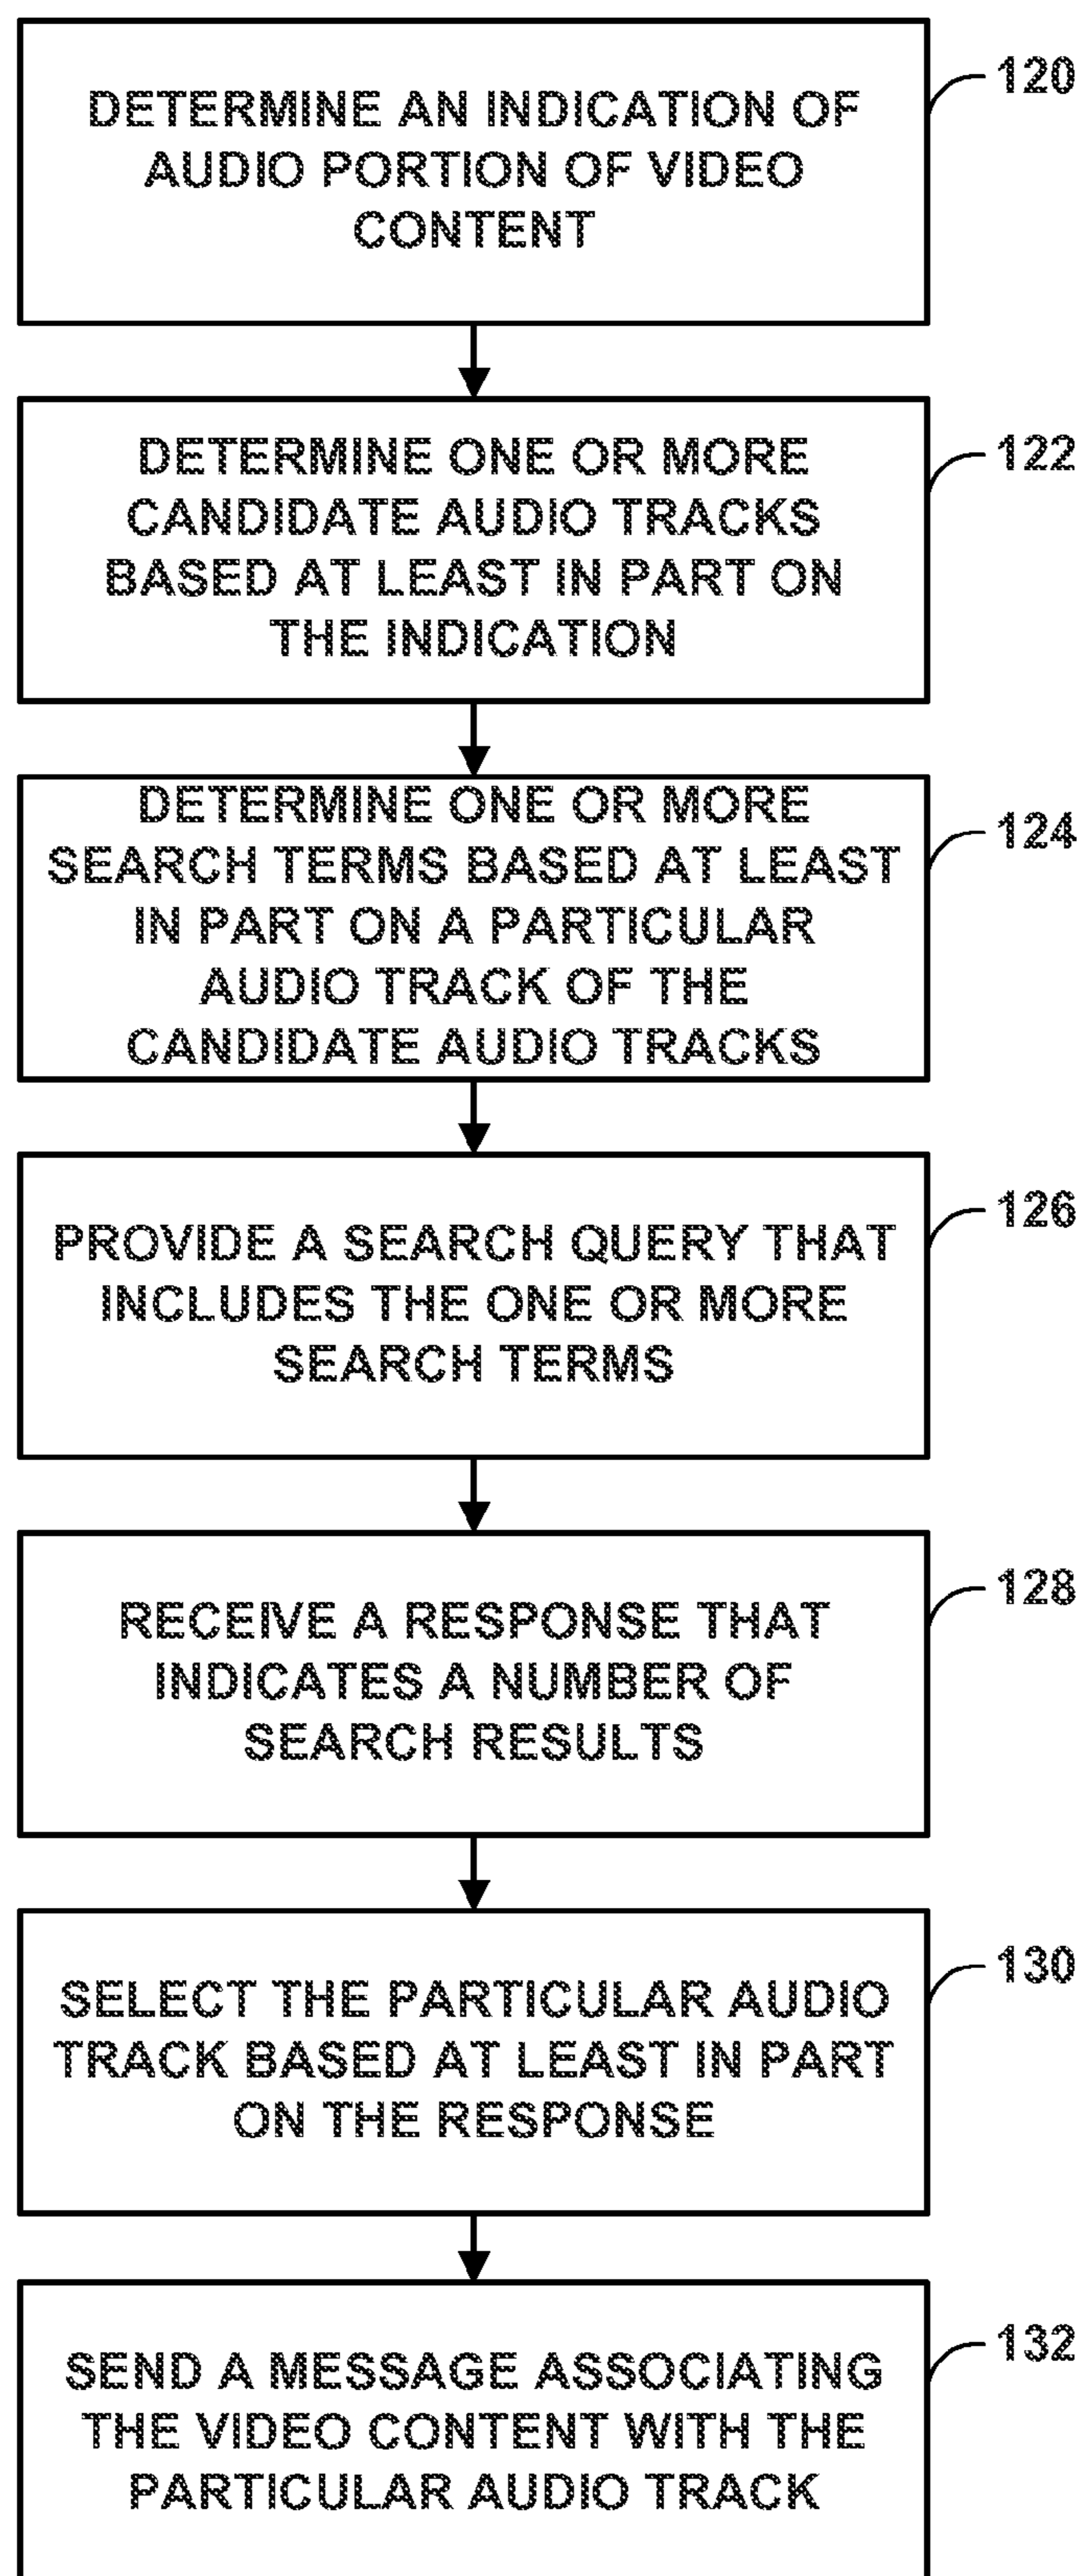 120
DETERMINE AN INDICATION OF
AUDIO PORTION OF VIDEO
CONTENT
122
DETERMINE ONE OR MORE
CANDIDATE AUDIO TRACKS
BASED AT LEAST IN PART ON
THE INDICATION
124
DETERMINE ONE OR MORE
SEARCH TERMS BASED AT LEAST
IN PART ON A PARTICULAR
AUDIO TRACK OF THE
CANDIDATE AUDIO TRACKS
126
PROVIDE A SEARCH QUERY THAT
INCLUDES THE ONE OR MORE
SEARCH TERMS
128
RECEIVE A RESPONSE THAT
INDICATES A NUMBER OF
SEARCH RESULTS
130
SELECT THE PARTICULAR AUDIO
TRACK BASED AT LEAST IN PART
ON THE RESPONSE
132
SEND A MESSAGE ASSOCIATING
THE VIDEO CONTENT WITH THE
PARTICULAR AUDIO TRACK